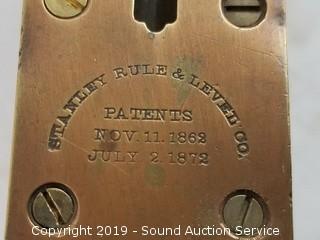 STANLEY RULE & LEVEL CO.
PATENTS
NOV. 11. 1862
JULY 2. 1872
Copyright 2019 - Sound Auction Service